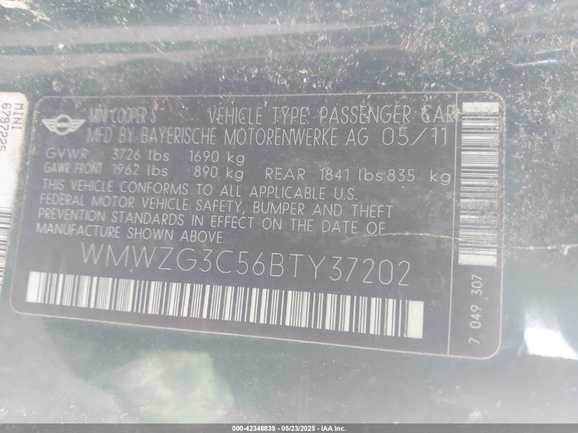 MINI COOPER S VEHICLE TYPE: PASSENGER CAR
MFD BY BAYERISCHE MOTORENWERKE AG 05/11
GVWR 3726 lbs 1690 kg
GAWR FRONT 1962 lbs 890 kg REAR 1841 lbs 835 kg
THIS VEHICLE CONFORMS TO ALL APPLICABLE U.S.
FEDERAL MOTOR VEHICLE SAFETY, BUMPER AND THEFT
PREVENTION STANDARDS IN EFFECT ON THE DATE OF
MANUFACTURE SHOWN ABOVE.
WMWZG3C56BTY37202
7 049 307
MINI
000-42346835 - 05/23/2025 - IAA Inc.